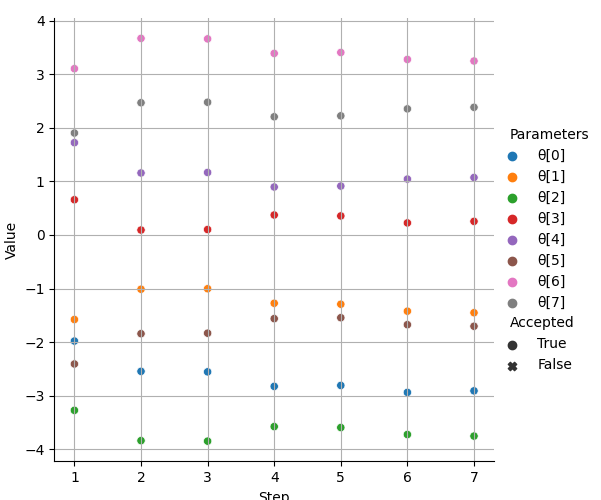 4
3
2
1
0
−1
−2
−3
−4
Value
1 2 3 4 5 6 7
Step
Parameters
θ[0]
θ[1]
θ[2]
θ[3]
θ[4]
θ[5]
θ[6]
θ[7]
Accepted
True
False